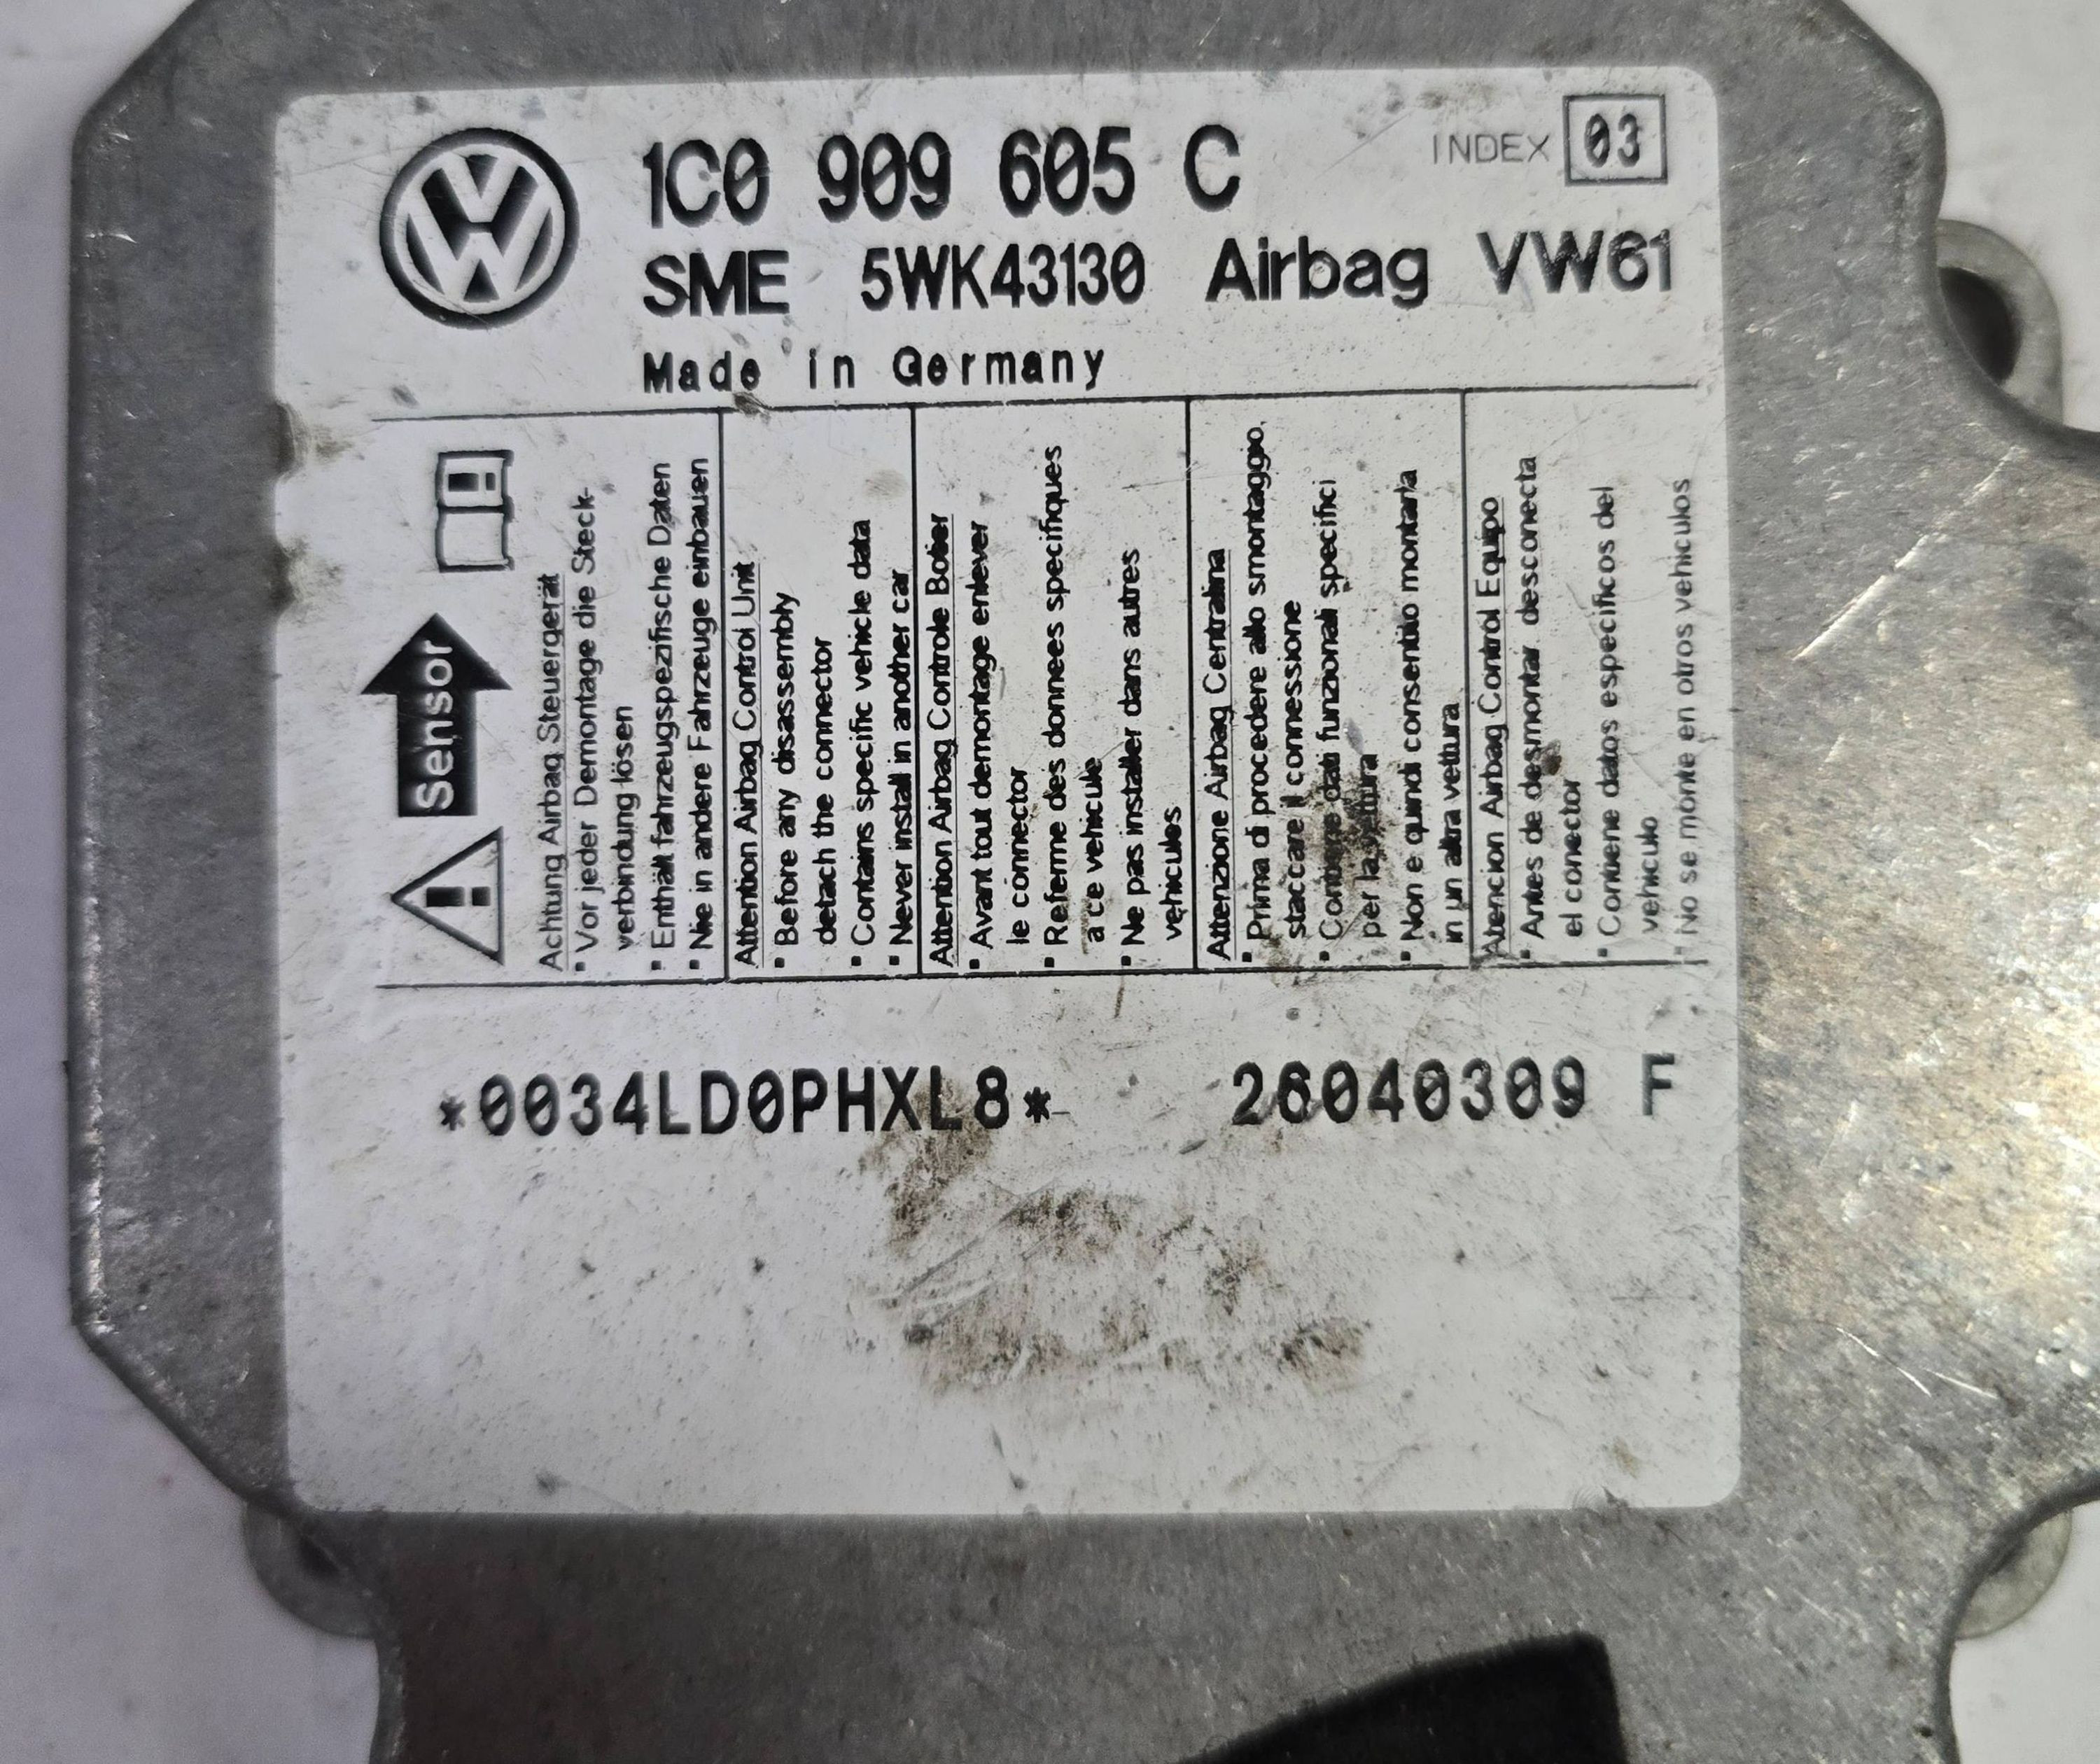 1C0 909 605 C INDEX 03
SME 5WK43130 Airbag VW61
Made in Germany
Sensor
Achtung Airbag Steuergerät
• Vor jeder Demontage die Steck-
verbindung lösen
• Enthält fahrzeugspezifische Daten
• Nie in andere Fahrzeuge einbauen
Attention Airbag Control Unit
• Before any disassembly
detach the connector
• Contains specific vehicle data
• Never install in another car
Attention Airbag Controle Boitier
• Avant tout demontage enlever
le connector
• Referme des donnees specifiques
a ce vehicule
• Ne pas installer dans autres
vehicules
Attenzione Airbag Centralina
• Prima di procedere allo smontaggio,
staccare il connessione
• Contiene dati funzionali specifici
per la vettura
• Non e quindi consentito montarla
in un altra vettura
Atencion Airbag Control Equipo
• Antes de desmontar desconecta
el conector
• Contiene datos especificos del
vehiculo
• No se monte en otros vehiculos
*0034LD0PHXL8* 26040309 F